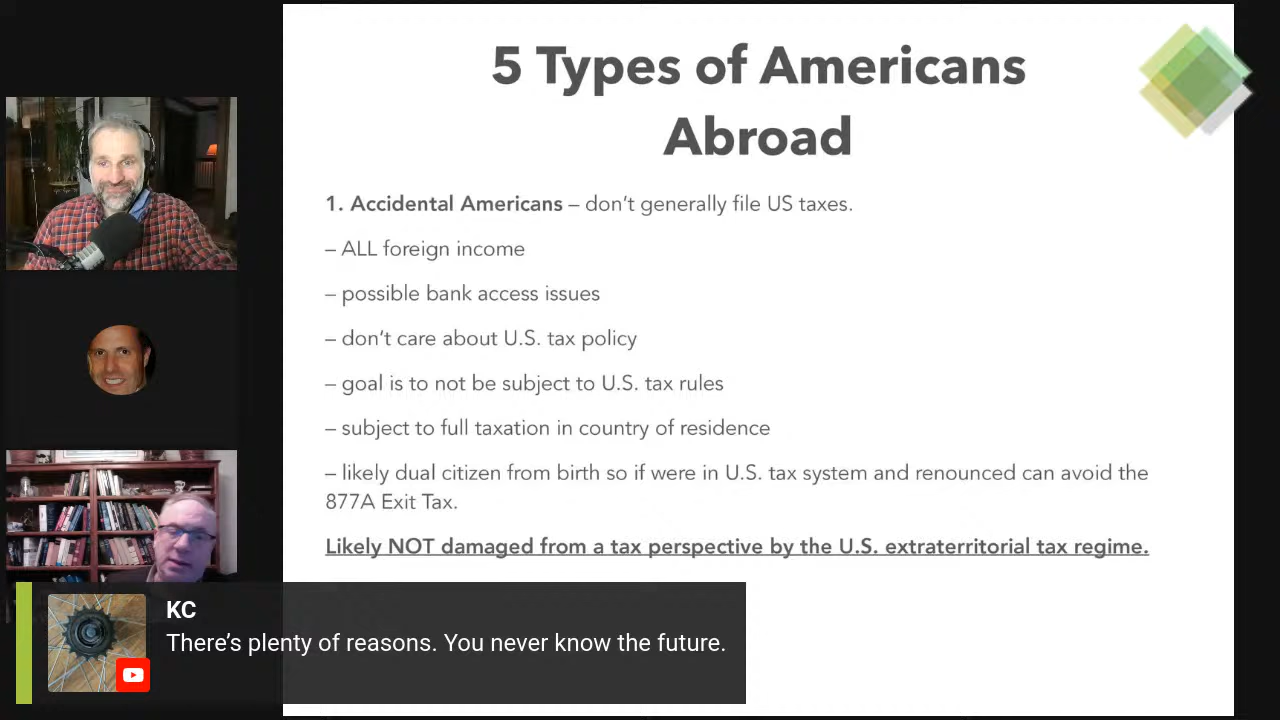 5 Types of Americans
Abroad
1. Accidental Americans – don’t generally file US taxes.
– ALL foreign income
– possible bank access issues
– don’t care about U.S. tax policy
– goal is to not be subject to U.S. tax rules
– subject to full taxation in country of residence
– likely dual citizen from birth so if were in U.S. tax system and renounced can avoid the
877A Exit Tax.
Likely NOT damaged from a tax perspective by the U.S. extraterritorial tax regime.
KC
There’s plenty of reasons. You never know the future.